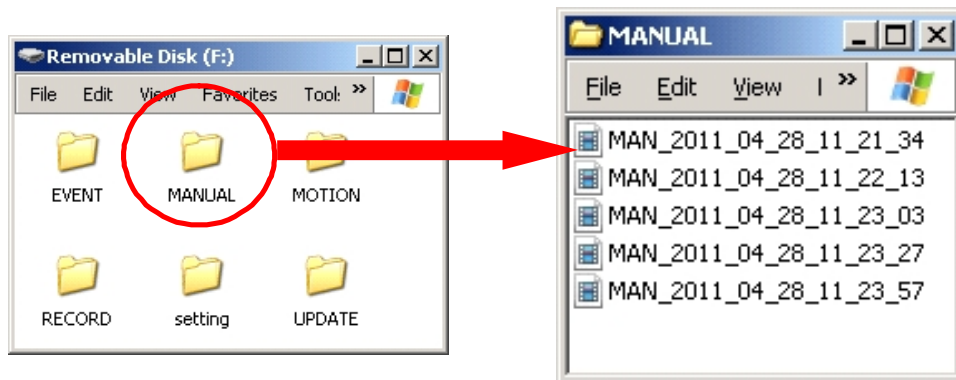 Removable Disk (F:)
File Edit View Favorites Tools »
EVENT MANUAL MOTION
RECORD setting UPDATE
MANUAL
File Edit View »
MAN_2011_04_28_11_21_34
MAN_2011_04_28_11_22_13
MAN_2011_04_28_11_23_03
MAN_2011_04_28_11_23_27
MAN_2011_04_28_11_23_57